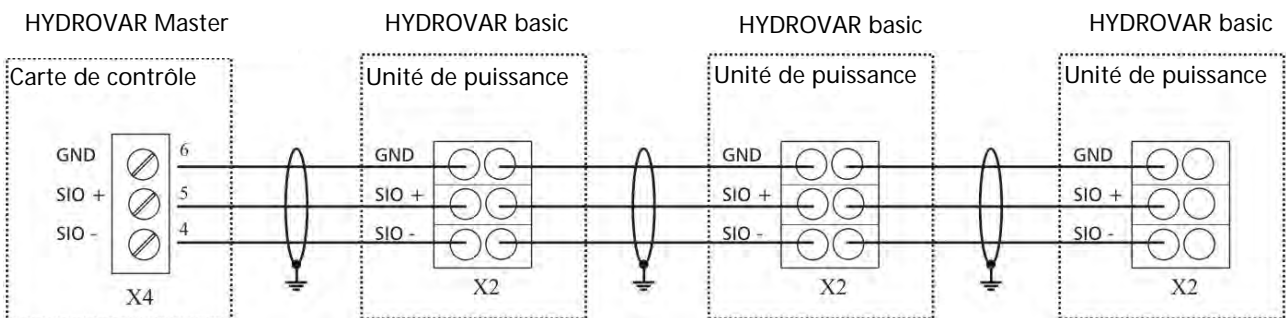 HYDROVAR Master HYDROVAR basic HYDROVAR basic HYDROVAR basic
Carte de contrôle Unité de puissance Unité de puissance Unité de puissance
GND 6 GND GND GND
SIO + 5 SIO + SIO + SIO +
SIO - 4 SIO - SIO - SIO -
X4 X2 X2 X2